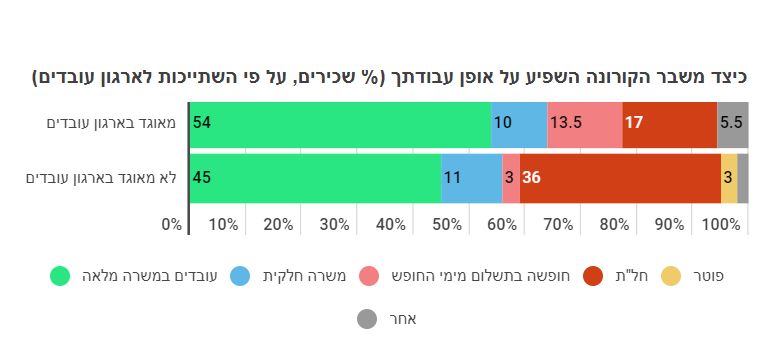 כיצד משבר הקורונה השפיע על אופן עבודתך (% שכירים, על פי השתייכות לארגון עובדים)
מאוגד בארגון עובדים 54 10 13.5 17 5.5
לא מאוגד בארגון עובדים 45 11 3 36 3
0% 10% 20% 30% 40% 50% 60% 70% 80% 90% 100%
עובדים במשרה מלאה משרה חלקית חופשה בתשלום מימי החופש חל"ת פוטר
אחר